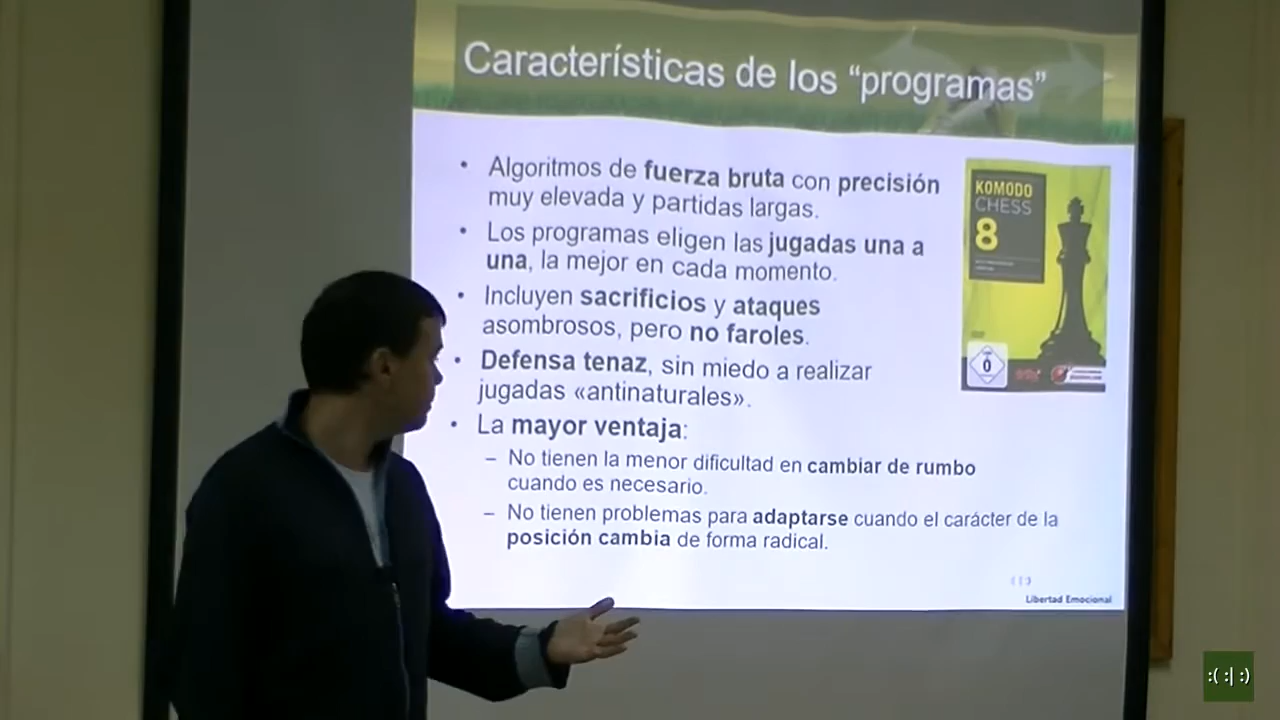 Características de los “programas”
• Algoritmos de fuerza bruta con precisión
muy elevada y partidas largas.
• Los programas eligen las jugadas una a
una, la mejor en cada momento.
• Incluyen sacrificios y ataques
asombrosos, pero no faroles.
• Defensa tenaz, sin miedo a realizar
jugadas «antinaturales».
• La mayor ventaja:
– No tienen la menor dificultad en cambiar de rumbo
cuando es necesario.
– No tienen problemas para adaptarse cuando el carácter de la
posición cambia de forma radical.
KOMODO
CHESS
8
0
Libertad Emocional
:( :| :)